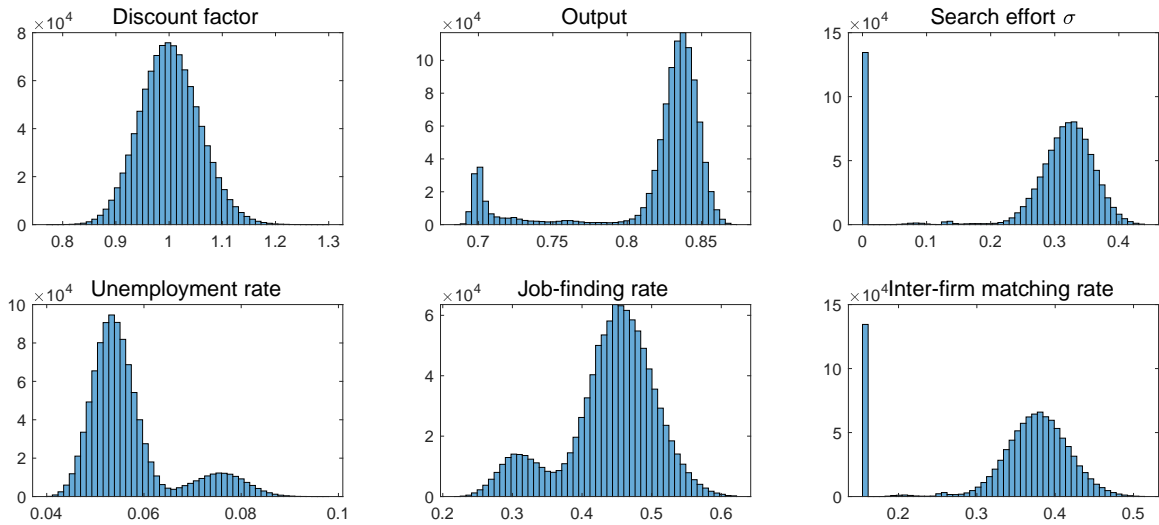 Discount factor
×10⁴
8
6
4
2
0
0.8 0.9 1 1.1 1.2 1.3
Output
×10⁴
10
8
6
4
2
0
0.7 0.75 0.8 0.85
Search effort σ
×10⁴
15
10
5
0
0 0.1 0.2 0.3 0.4
Unemployment rate
×10⁴
10
8
6
4
2
0
0.04 0.06 0.08 0.1
Job-finding rate
×10⁴
6
4
2
0
0.2 0.3 0.4 0.5 0.6
Inter-firm matching rate
×10⁴
15
10
5
0
0.2 0.3 0.4 0.5